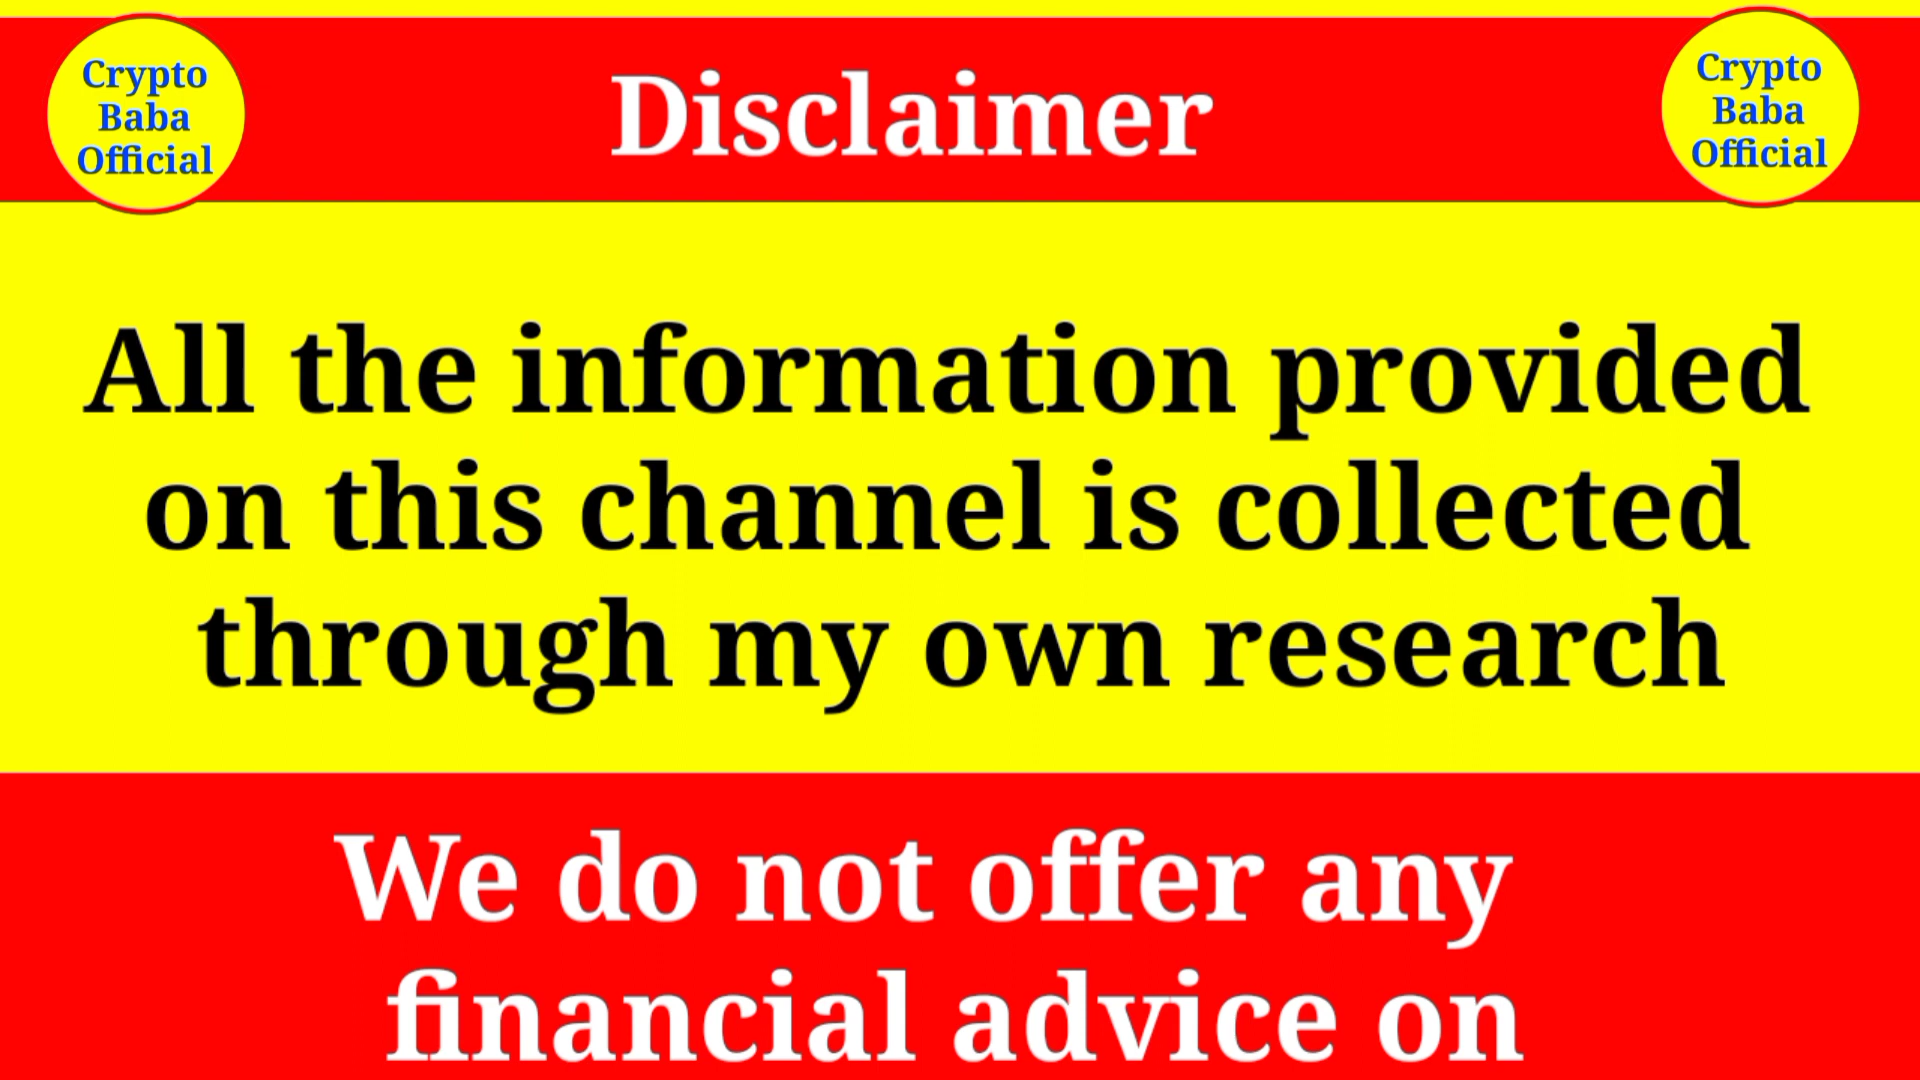 Crypto
Baba
Official
Disclaimer
Crypto
Baba
Official
All the information provided
on this channel is collected
through my own research
We do not offer any
financial advice on